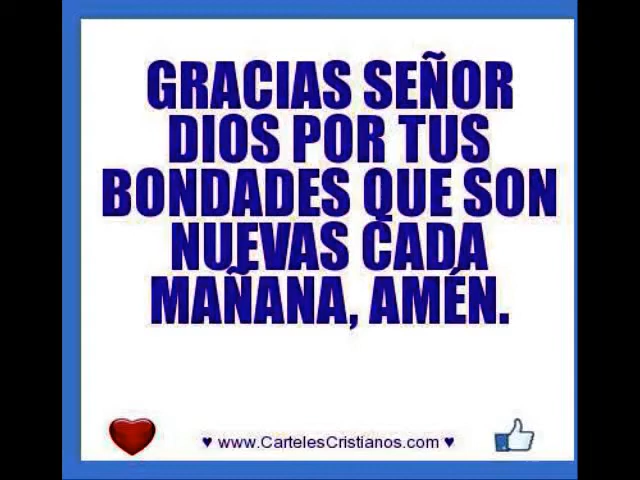 GRACIAS SEÑOR
DIOS POR TUS
BONDADES QUE SON
NUEVAS CADA
MAÑANA, AMÉN.
♥ www.CartelesCristianos.com ♥